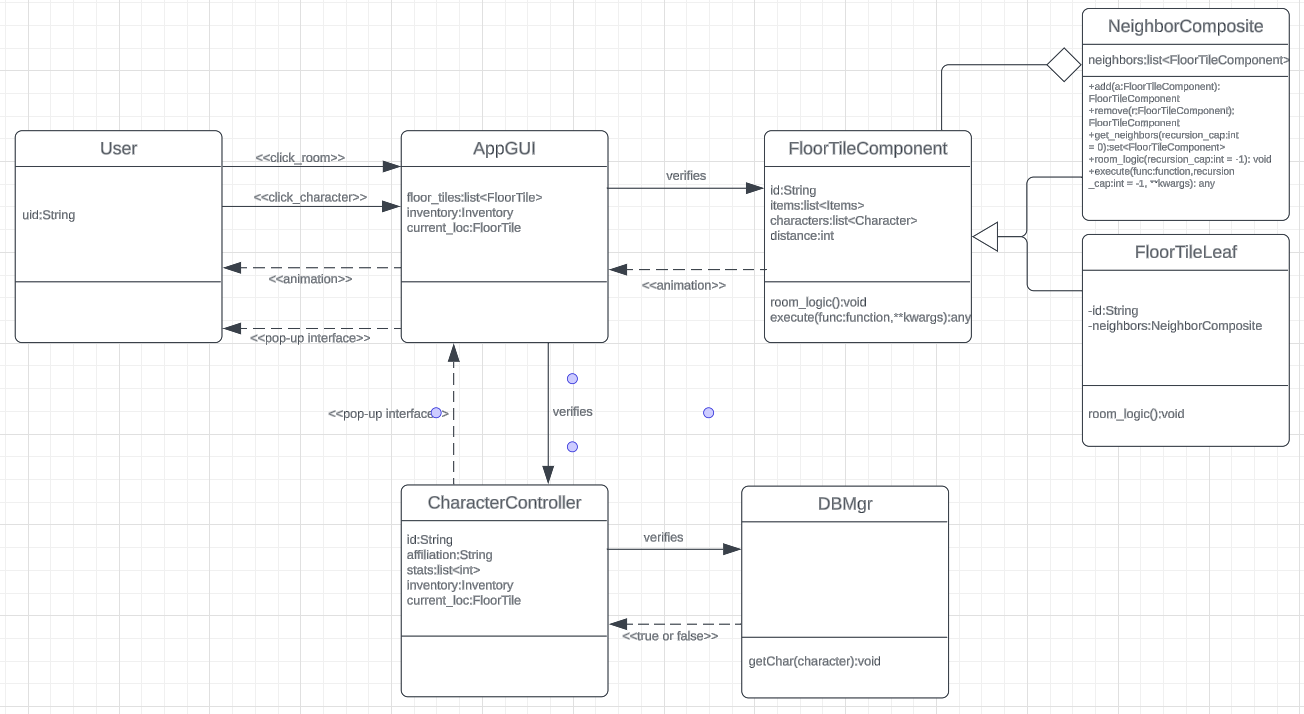 NeighborComposite
neighbors:list<FloorTileComponent>
+add(a:FloorTileComponent):
FloorTileComponent
+remove(r:FloorTileComponent):
FloorTileComponent
+get_neighbors(recursion_cap:int
= 0):set<FloorTileComponent>
+room_logic(recursion_cap:int = -1): void
+execute(func:function,recursion
_cap:int = -1, **kwargs): any
User
uid:String
<<click_room>>
<<click_character>>
<<animation>>
<<pop-up interface>>
AppGUI
floor_tiles:list<FloorTile>
inventory:Inventory
current_loc:FloorTile
verifies
<<animation>>
FloorTileComponent
id:String
items:list<Items>
characters:list<Character>
distance:int
room_logic():void
execute(func:function,**kwargs):any
FloorTileLeaf
-id:String
-neighbors:NeighborComposite
room_logic():void
<<pop-up interface>>
verifies
CharacterController
id:String
affiliation:String
stats:list<int>
inventory:Inventory
current_loc:FloorTile
verifies
<<true or false>>
DBMgr
getChar(character):void